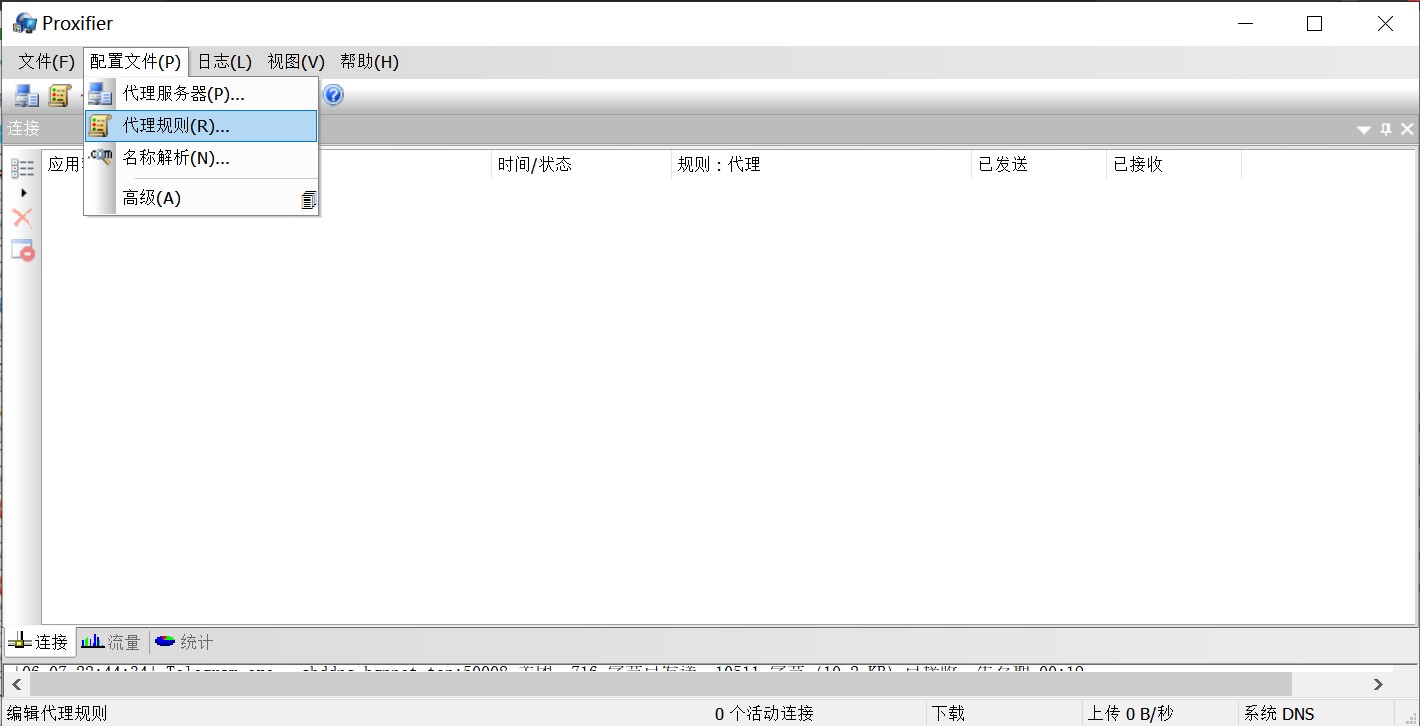 Proxifier
文件(F) 配置文件(P) 日志(L) 视图(V) 帮助(H)
代理服务器(P)...
连接
代理规则(R)...
名称解析(N)...
应用 时间/状态 规则：代理 已发送 已接收
高级(A)
连接 流量 统计
编辑代理规则 0 个活动连接 下载 上传 0 B/秒 系统 DNS